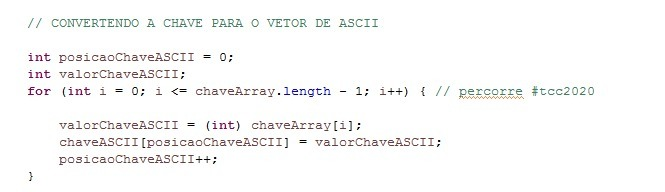 // CONVERTENDO A CHAVE PARA O VETOR DE ASCII
int posicaoChaveASCII = 0;
int valorChaveASCII;
for (int i = 0; i <= chaveArray.length - 1; i++) { // percorre #tcc2020
valorChaveASCII = (int) chaveArray[i];
chaveASCII[posicaoChaveASCII] = valorChaveASCII;
posicaoChaveASCII++;
}